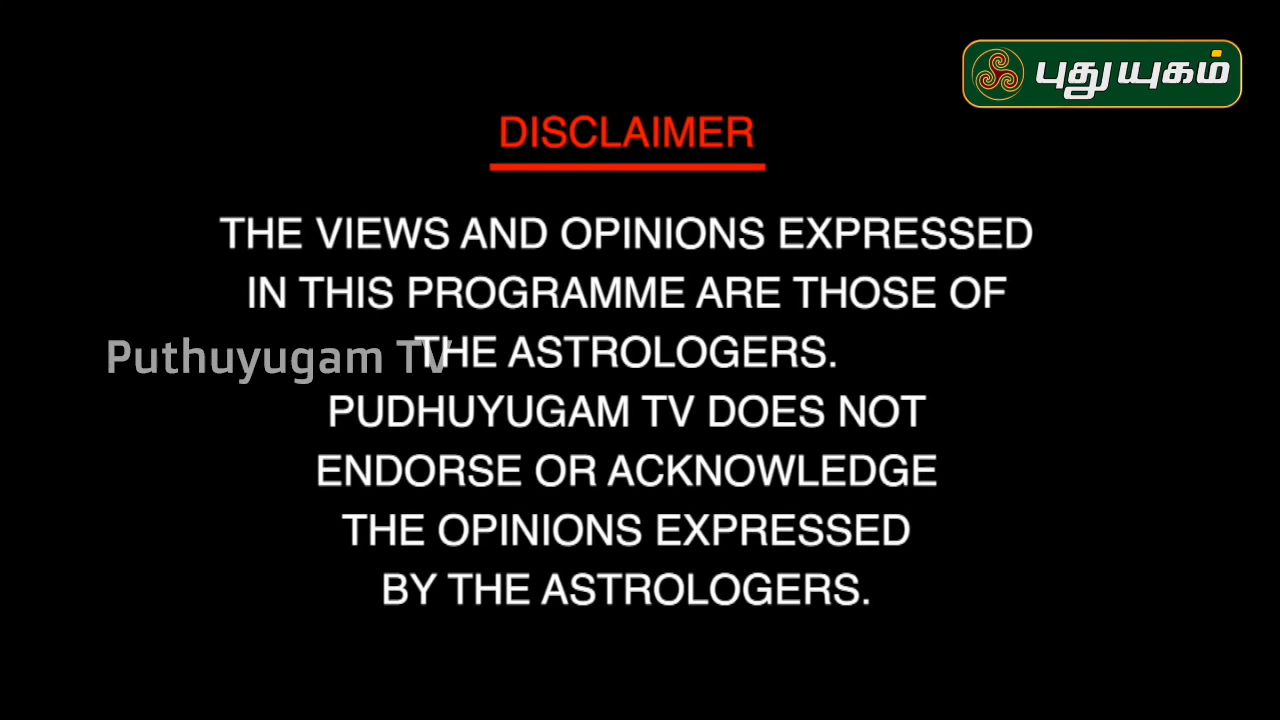 புதுயுகம்
DISCLAIMER
THE VIEWS AND OPINIONS EXPRESSED
IN THIS PROGRAMME ARE THOSE OF
THE ASTROLOGERS.
Puthuyugam TV
PUDHUYUGAM TV DOES NOT
ENDORSE OR ACKNOWLEDGE
THE OPINIONS EXPRESSED
BY THE ASTROLOGERS.